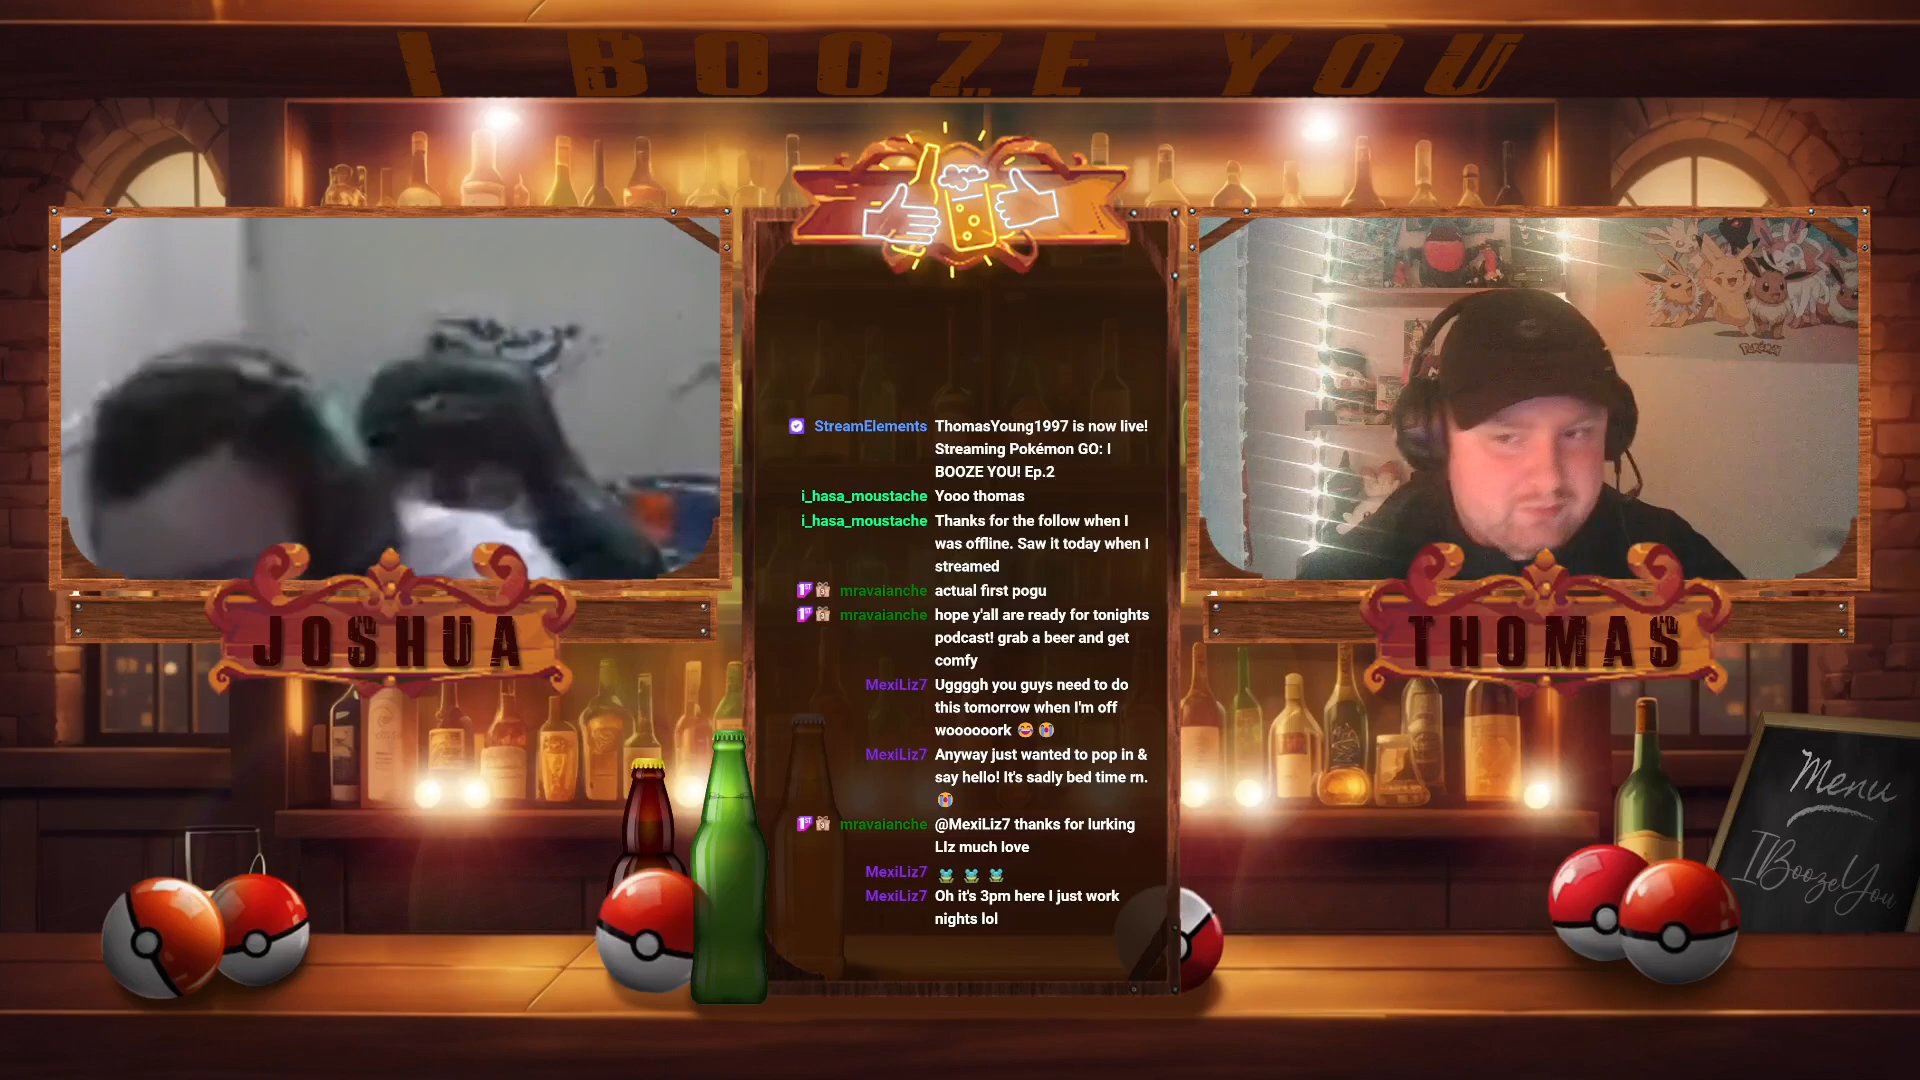 I BOOZE YOU
POKÉMON
StreamElements ThomasYoung1997 is now live!
Streaming Pokémon GO: I
BOOZE YOU! Ep.2
i_hasa_moustache Yooo thomas
i_hasa_moustache Thanks for the follow when I
was offline. Saw it today when I
streamed
mravaianche actual first pogu
mravaianche hope y'all are ready for tonights
podcast! grab a beer and get
comfy
MexiLiz7 Uggggh you guys need to do
this tomorrow when I'm off
woooooork 😂 😭
MexiLiz7 Anyway just wanted to pop in &
say hello! It's sadly bed time rn.
😭
mravaianche @MexiLiz7 thanks for lurking
LIz much love
MexiLiz7
MexiLiz7 Oh it's 3pm here I just work
nights lol
JOSHUA
THOMAS
Menu
IBoozeYou